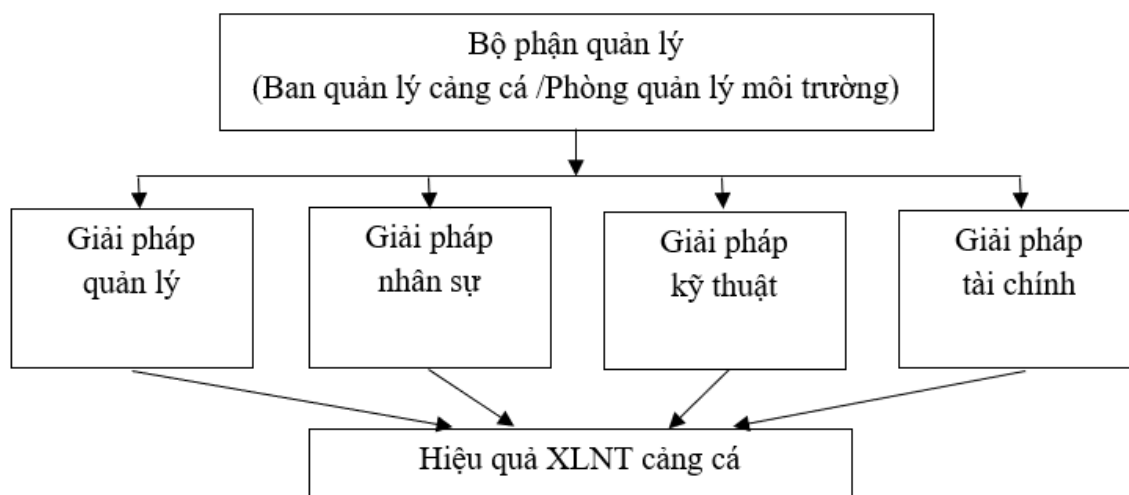 Bộ phận quản lý
(Ban quản lý cảng cá /Phòng quản lý môi trường)
Giải pháp
quản lý
Giải pháp
nhân sự
Giải pháp
kỹ thuật
Giải pháp
tài chính
Hiệu quả XLNT cảng cá